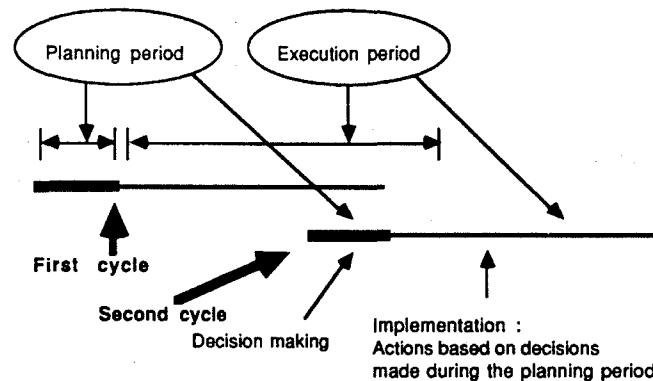 Planning period
Execution period
First cycle
Second cycle
Decision making
Implementation :
Actions based on decisions
made during the planning period